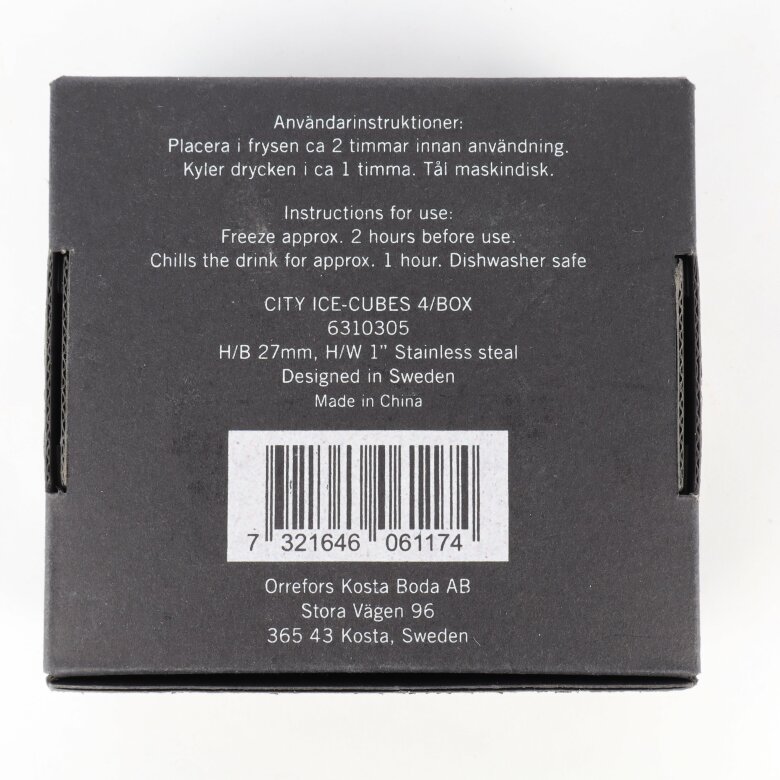 Användarinstruktioner:
Placera i frysen ca 2 timmar innan användning.
Kyler drycken i ca 1 timma. Tål maskindisk.
Instructions for use:
Freeze approx. 2 hours before use.
Chills the drink for approx. 1 hour. Dishwasher safe
CITY ICE-CUBES 4/BOX
6310305
H/B 27mm, H/W 1” Stainless steal
Designed in Sweden
Made in China
7 321646 061174
Orrefors Kosta Boda AB
Stora Vägen 96
365 43 Kosta, Sweden